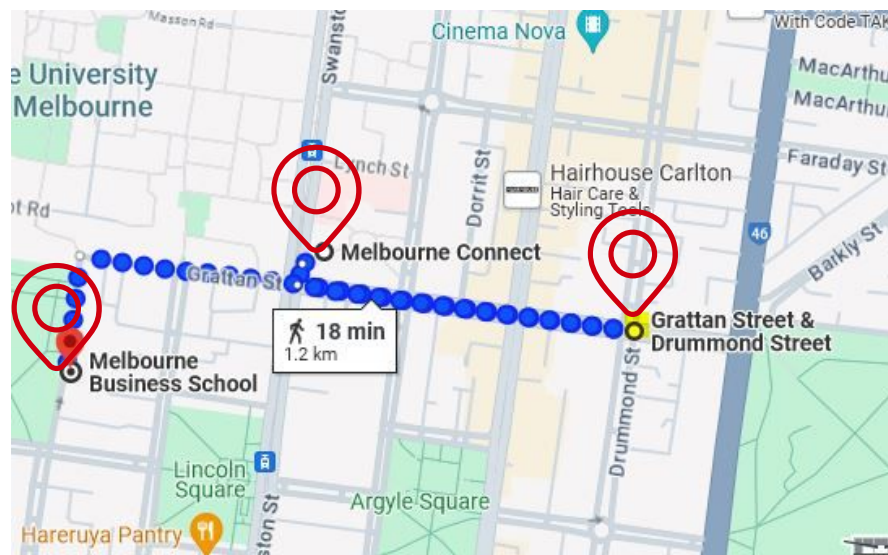 With Code TAK
Cinema Nova
Masson Rd
Swanston
e University
Melbourne
MacArthu
MacArthu
Lynch St
Faraday St
Dorrit St
Hairhouse Carlton
Hair Care &
Styling Tools
ot Rd
46
Barkly St
Melbourne Connect
Grattan St
18 min
1.2 km
Grattan Street &
Drummond Street
Melbourne
Business School
Drummond St
Lincoln
Square
ston St
Argyle Square
Hareruya Pantry